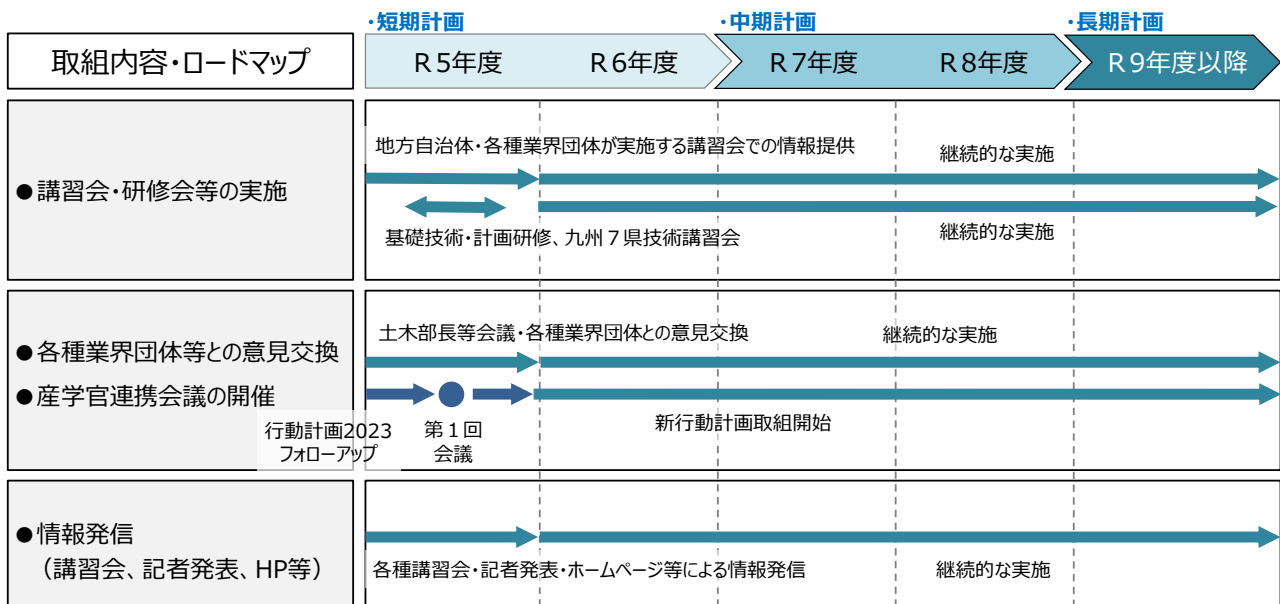 ・短期計画
・中期計画
・長期計画
取組内容・ロードマップ
R5年度
R6年度
R7年度
R8年度
R9年度以降
●講習会・研修会等の実施
地方自治体・各種業界団体が実施する講習会での情報提供
継続的な実施
基礎技術・計画研修、九州7県技術講習会
継続的な実施
●各種業界団体等との意見交換
●産学官連携会議の開催
土木部長等会議・各種業界団体との意見交換
継続的な実施
行動計画2023
フォローアップ
第1回
会議
新行動計画取組開始
●情報発信
（講習会、記者発表、HP等）
各種講習会・記者発表・ホームページ等による情報発信
継続的な実施